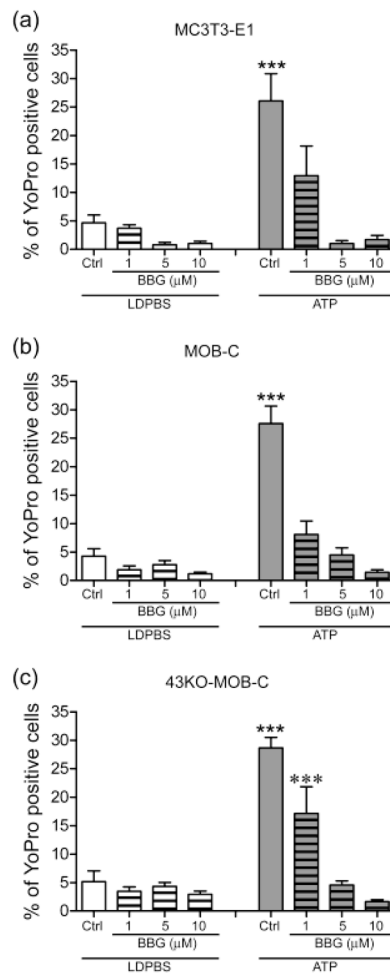 (a)
MC3T3-E1
% of YoPro positive cells
35
30
25
20
15
10
5
0
***
Ctrl 1 5 10 Ctrl 1 5 10
BBG (μM) BBG (μM)
LDPBS ATP
(b)
MOB-C
% of YoPro positive cells
35
30
25
20
15
10
5
0
***
Ctrl 1 5 10 Ctrl 1 5 10
BBG (μM) BBG (μM)
LDPBS ATP
(c)
43KO-MOB-C
% of YoPro positive cells
35
30
25
20
15
10
5
0
***
***
Ctrl 1 5 10 Ctrl 1 5 10
BBG (μM) BBG (μM)
LDPBS ATP